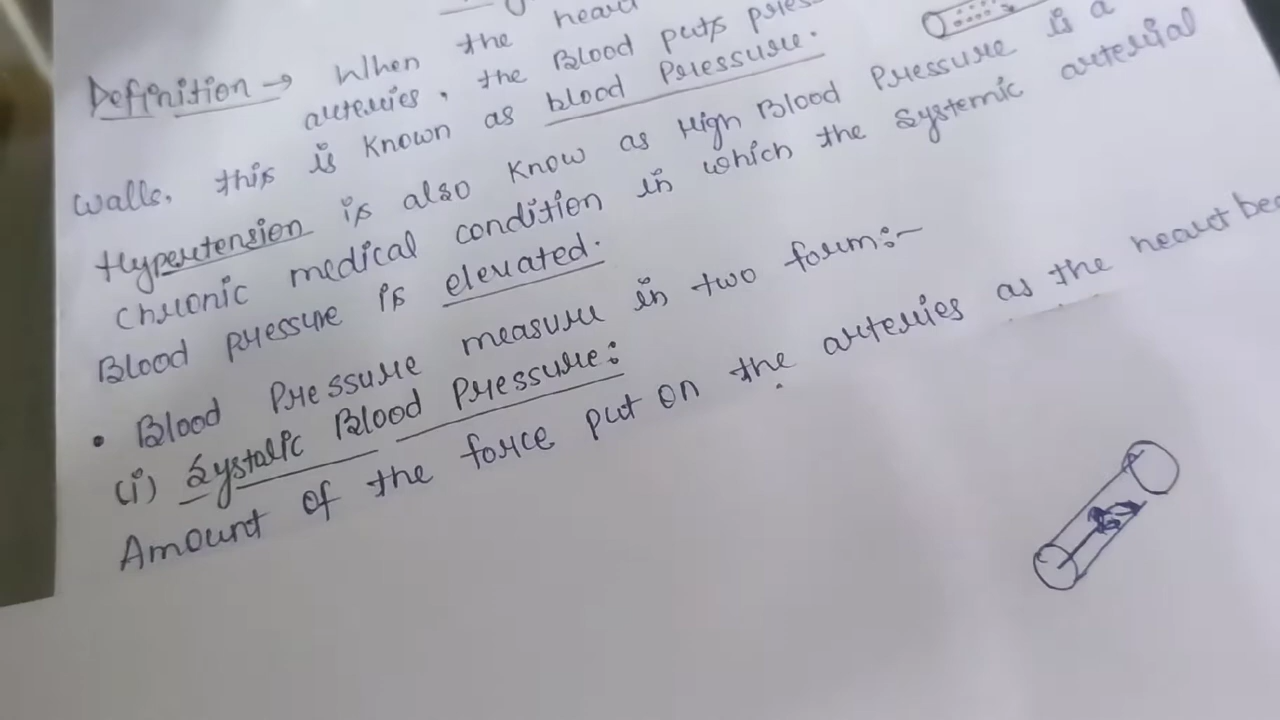 Definition → When the heart
arteries, the Blood puts pres
walls. this is known as blood Pressure.
Hypertension is also know as High Blood Pressure is a
chronic medical condition in which the systemic arterial
Blood pressure is elevated.
• Blood Pressure measure in two form:-
(i) Systalic Blood Pressure:
Amount of the force put on the arteries as the heart bea